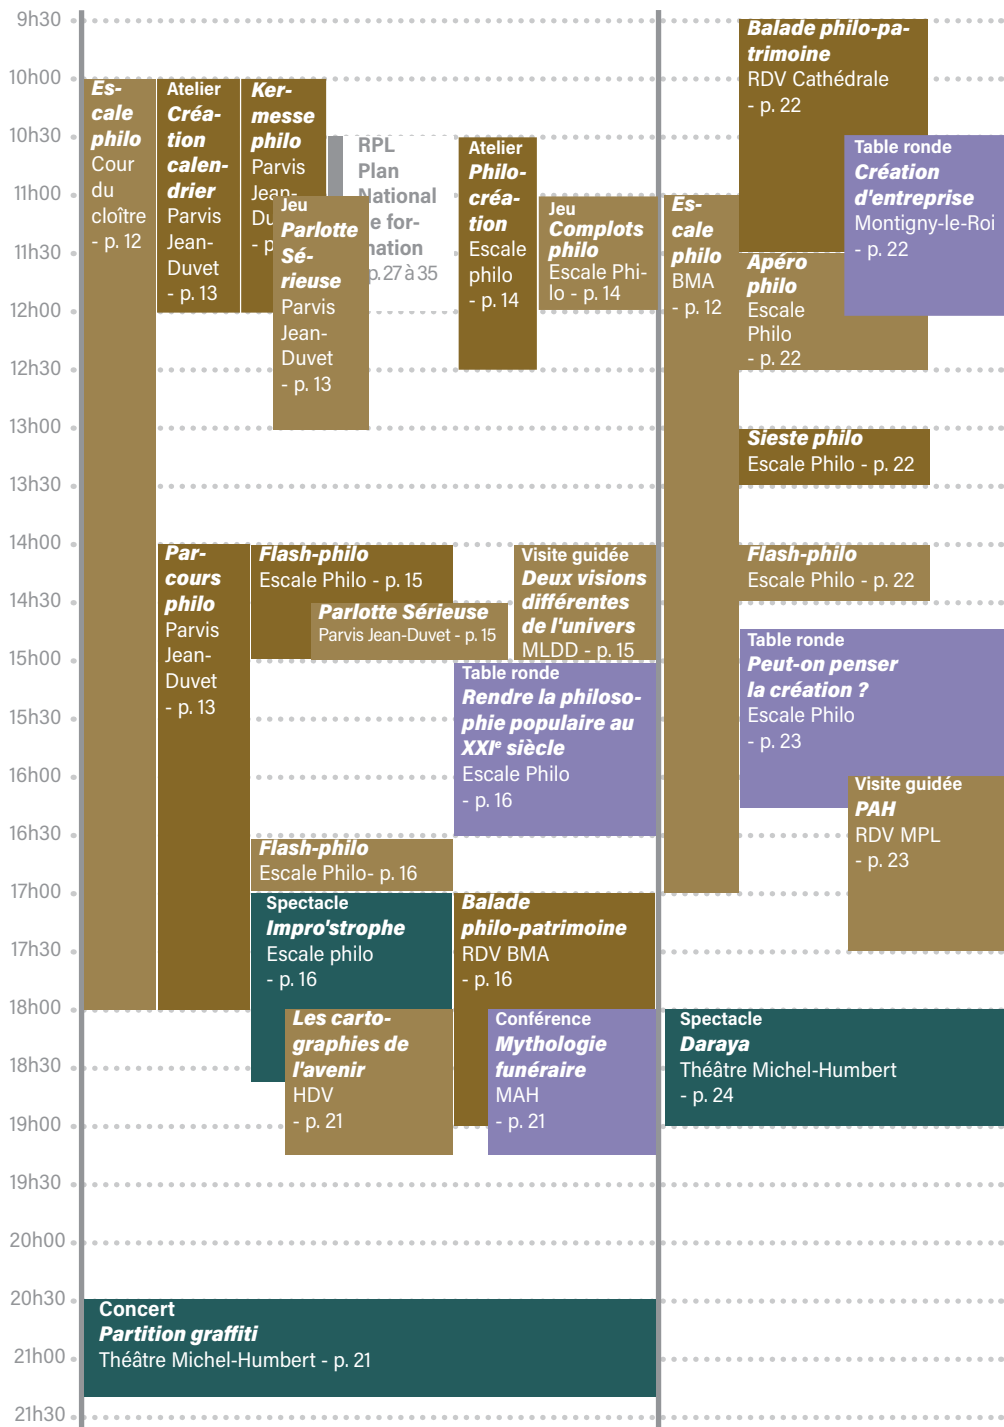 9h30
10h00
10h30
11h00
11h30
12h00
12h30
13h00
13h30
14h00
14h30
15h00
15h30
16h00
16h30
17h00
17h30
18h00
18h30
19h00
19h30
20h00
20h30
21h00
21h30
Es-
cale
philo
Cour
du
cloître
- p. 12
Atelier
Créa-
tion
calen-
drier
Parvis
Jean-
Duvet
- p. 13
Ker-
messe
philo
Parvis
Jean-
Du
- p
Jeu
Parlotte
Sé-
rieuse
Parvis
Jean-
Duvet
- p. 13
RPL
Plan
National
e for-
mation
p. 27 à 35
Atelier
Philo-
créa-
tion
Escale
philo
- p. 14
Jeu
Complots
philo
Escale Phi-
lo - p. 14
Par-
cours
philo
Parvis
Jean-
Duvet
- p. 13
Flash-philo
Escale Philo - p. 15
Parlotte Sérieuse
Parvis Jean-Duvet - p. 15
Visite guidée
Deux visions
différentes
de l'univers
MLDD - p. 15
Table ronde
Rendre la philoso-
phie populaire au
XXIe siècle
Escale Philo
- p. 16
Flash-philo
Escale Philo- p. 16
Spectacle
Impro'strophe
Escale philo
- p. 16
Balade
philo-patrimoine
RDV BMA
- p. 16
Les carto-
graphies de
l'avenir
HDV
- p. 21
Conférence
Mythologie
funéraire
MAH
- p. 21
Concert
Partition graffiti
Théâtre Michel-Humbert - p. 21
Es-
cale
philo
BMA
- p. 12
Balade philo-pa-
trimoine
RDV Cathédrale
- p. 22
Table ronde
Création
d'entreprise
Montigny-le-Roi
- p. 22
Apéro
philo
Escale
Philo
- p. 22
Sieste philo
Escale Philo - p. 22
Flash-philo
Escale Philo - p. 22
Table ronde
Peut-on penser
la création ?
Escale Philo
- p. 23
Visite guidée
PAH
RDV MPL
- p. 23
Spectacle
Daraya
Théâtre Michel-Humbert
- p. 24